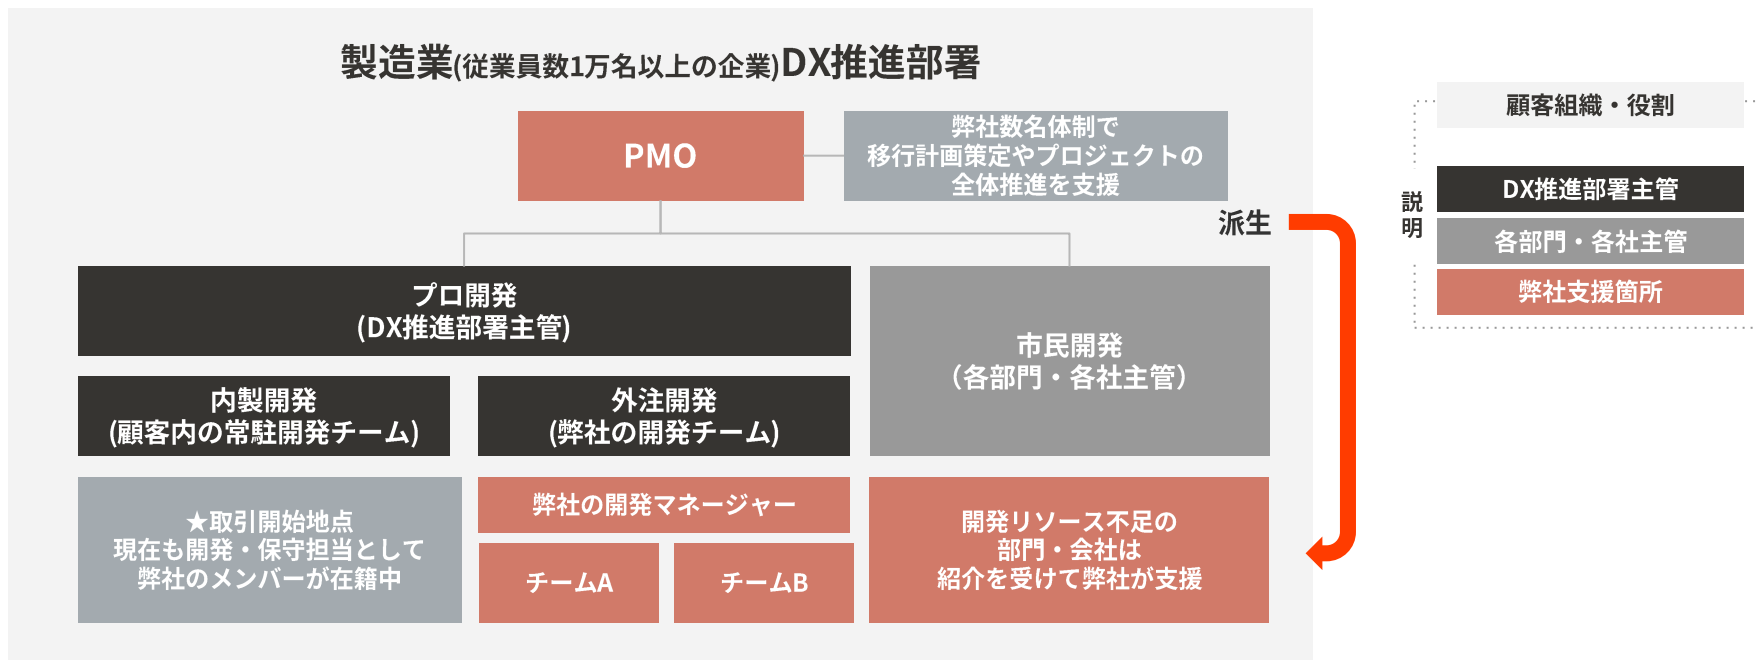 製造業(従業員数1万名以上の企業)DX推進部署
PMO
弊社数名体制で
移行計画策定やプロジェクトの
全体推進を支援
派生
プロ開発
(DX推進部署主管)
市民開発
（各部門・各社主管）
内製開発
(顧客内の常駐開発チーム)
外注開発
(弊社の開発チーム)
★取引開始地点
現在も開発・保守担当として
弊社のメンバーが在籍中
弊社の開発マネージャー
チームA
チームB
開発リソース不足の
部門・会社は
紹介を受けて弊社が支援
説明
顧客組織・役割
DX推進部署主管
各部門・各社主管
弊社支援箇所